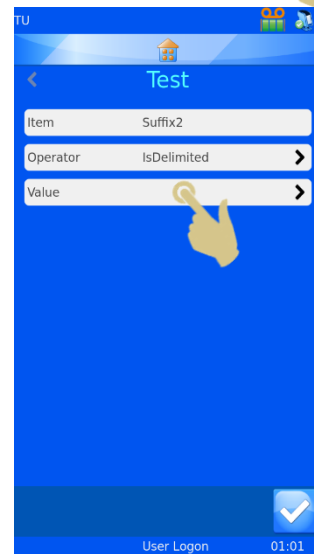 TU
Test
Item Suffix2
Operator IsDelimited
Value
User Logon 01:01